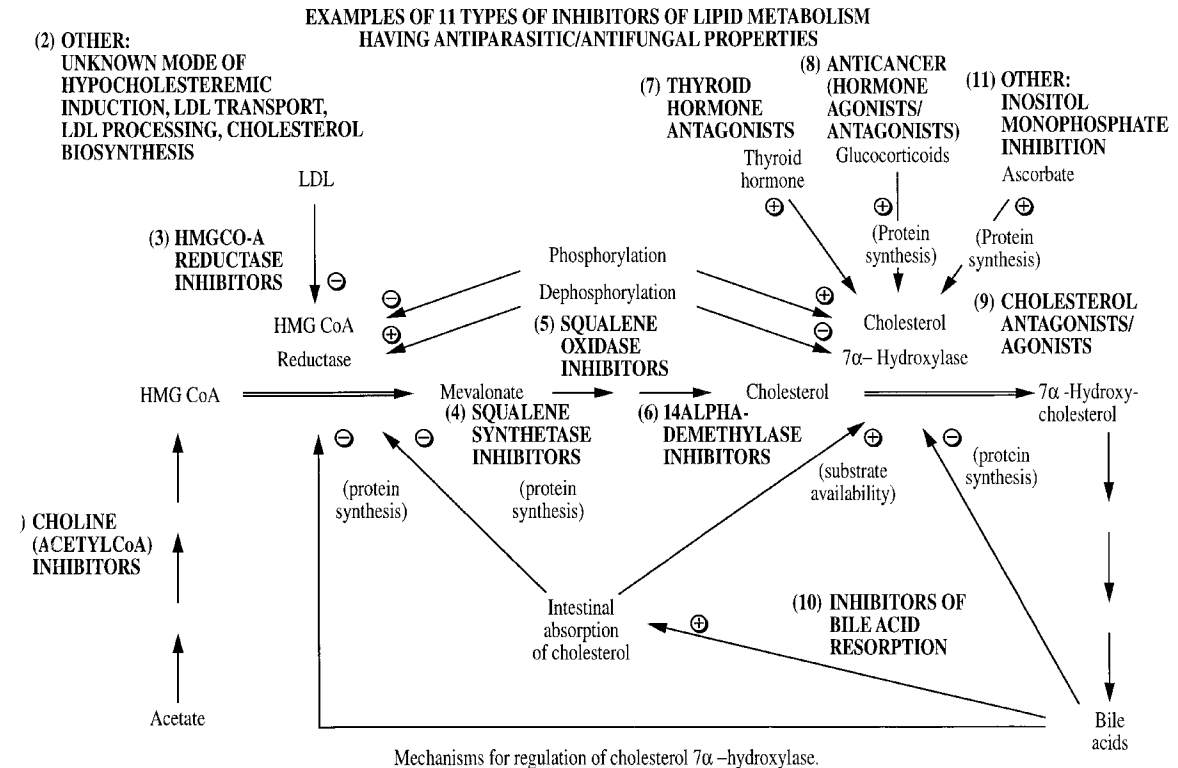 EXAMPLES OF 11 TYPES OF INHIBITORS OF LIPID METABOLISM
HAVING ANTIPARASITIC/ANTIFUNGAL PROPERTIES
(2) OTHER:
UNKNOWN MODE OF
HYPOCHOLESTEREMIC
INDUCTION, LDL TRANSPORT,
LDL PROCESSING, CHOLESTEROL
BIOSYNTHESIS
LDL
(3) HMGCO-A
REDUCTASE
INHIBITORS
⊖
(7) THYROID
HORMONE
ANTAGONISTS
Thyroid
hormone
⊕
(8) ANTICANCER
(HORMONE
AGONISTS/
ANTAGONISTS)
Glucocorticoids
⊕
(Protein
synthesis)
(11) OTHER:
INOSITOL
MONOPHOSPHATE
INHIBITION
Ascorbate
⊕
(Protein
synthesis)
Phosphorylation
⊖
⊕
Dephosphorylation
⊕
⊖
HMG CoA
Reductase
(5) SQUALENE
OXIDASE
INHIBITORS
Cholesterol
7α– Hydroxylase
(9) CHOLESTEROL
ANTAGONISTS/
AGONISTS
HMG CoA
Mevalonate
Cholesterol
7α -Hydroxy-
cholesterol
(4) SQUALENE
SYNTHETASE
INHIBITORS
(6) 14ALPHA-
DEMETHYLASE
INHIBITORS
⊖
⊖
(protein
synthesis)
(protein
synthesis)
⊕
(substrate
availability)
⊖
(protein
synthesis)
) CHOLINE
(ACETYLCoA)
INHIBITORS
Intestinal
absorption
of cholesterol
⊕
(10) INHIBITORS OF
BILE ACID
RESORPTION
Acetate
Bile
acids
Mechanisms for regulation of cholesterol 7α –hydroxylase.